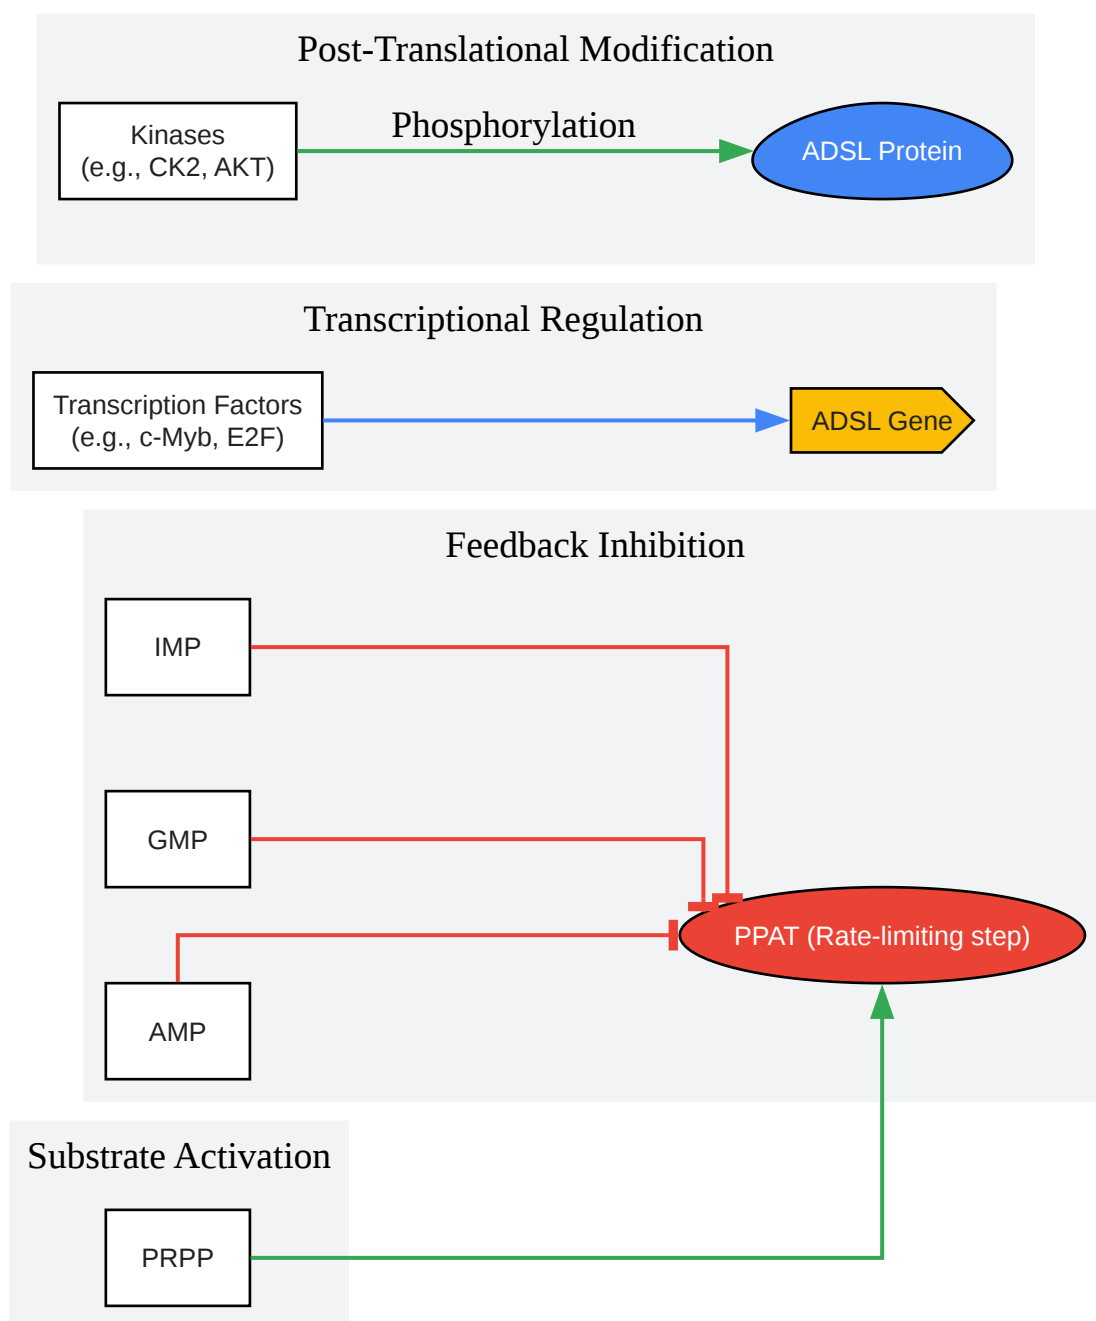 Post-Translational Modification
Kinases
(e.g., CK2, AKT)
Phosphorylation
ADSL Protein
Transcriptional Regulation
Transcription Factors
(e.g., c-Myb, E2F)
ADSL Gene
Feedback Inhibition
IMP
GMP
PPAT (Rate-limiting step)
AMP
Substrate Activation
PRPP